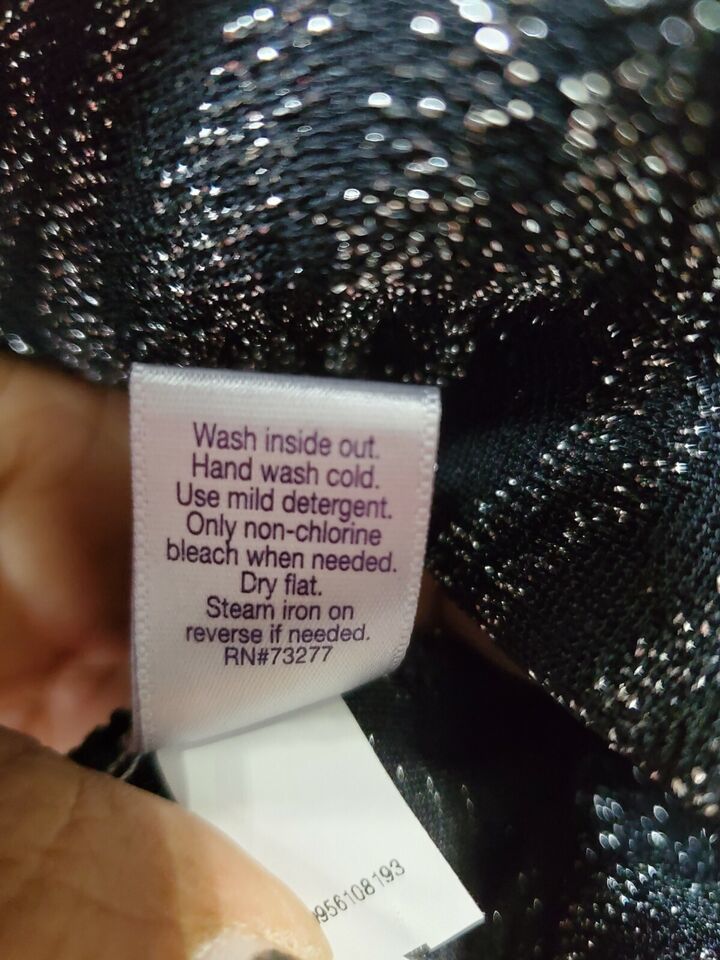 Wash inside out.
Hand wash cold.
Use mild detergent.
Only non-chlorine
bleach when needed.
Dry flat.
Steam iron on
reverse if needed.
RN#73277
956108193